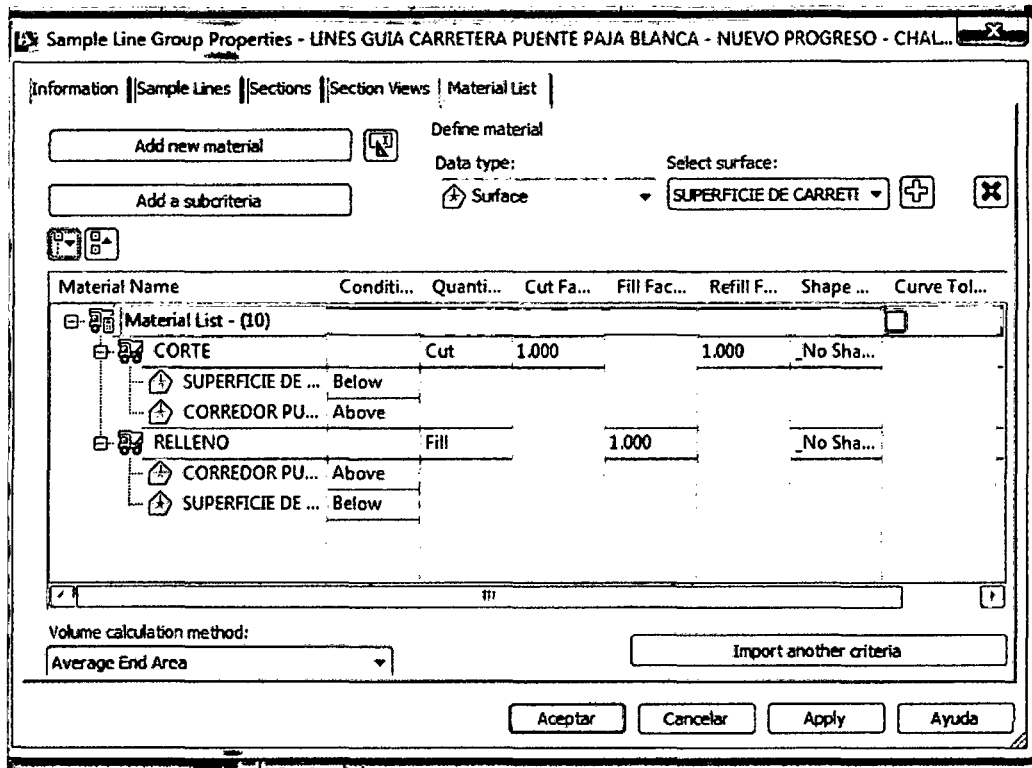 Sample Line Group Properties - LINES GUIA CARRETERA PUENTE PAJA BLANCA - NUEVO PROGRESO - CHAL...
Information Sample Lines Sections Section Views Material List
Add new material
Define material
Data type:
Select surface:
Add a subcriteria
Surface
SUPERFICIE DE CARRETI
Material Name Conditi... Quanti... Cut Fa... Fill Fac... Refill F... Shape ... Curve Tol...
Material List - (10)
CORTE Cut 1.000 1.000 _No Sha...
SUPERFICIE DE ... Below
CORREDOR PU... Above
RELLENO Fill 1.000 _No Sha...
CORREDOR PU... Above
SUPERFICIE DE ... Below
Volume calculation method:
Average End Area
Import another criteria
Aceptar Cancelar Apply Ayuda